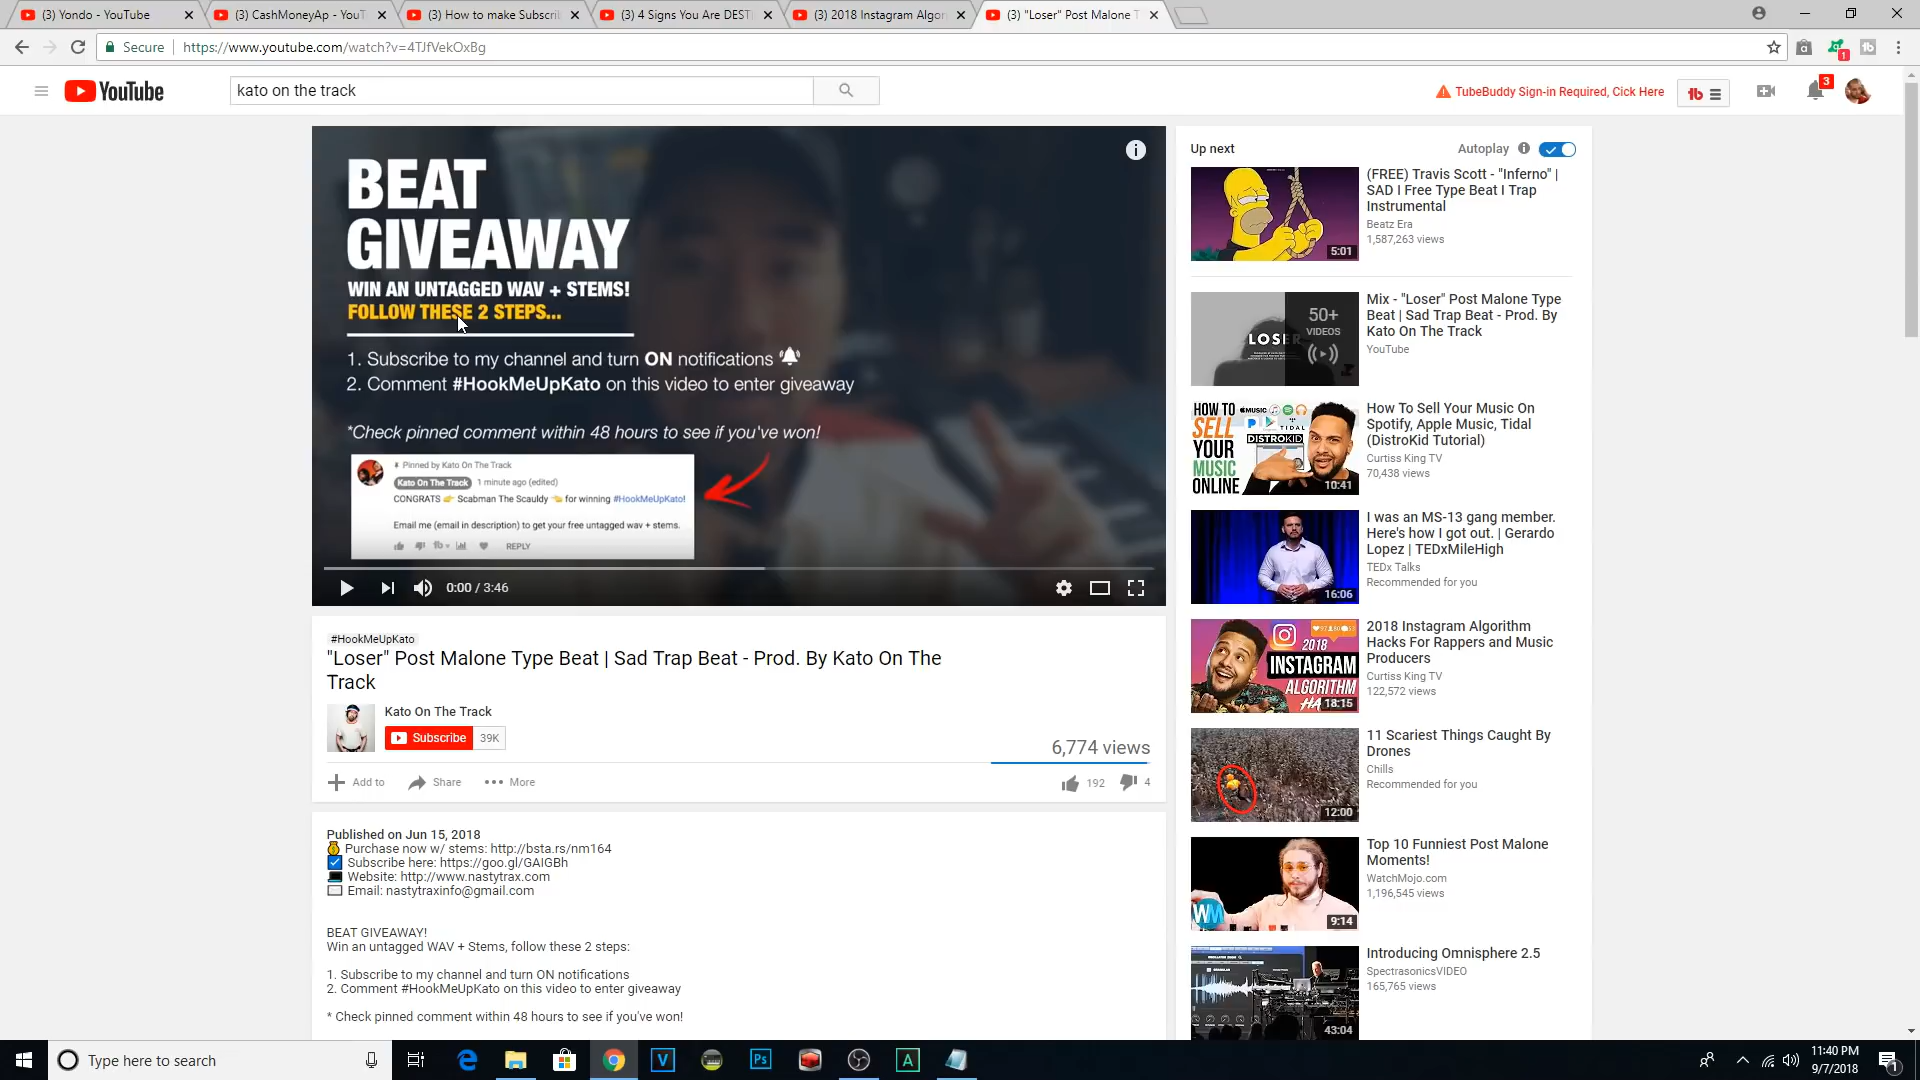 (3) Yondo - YouTube
(3) CashMoneyAp - YouT
(3) How to make Subscri
(3) 4 Signs You Are DEST
(3) 2018 Instagram Algor
(3) "Loser" Post Malone T
Secure
https://www.youtube.com/watch?v=4TJfVekOxBg
YouTube
kato on the track
TubeBuddy Sign-in Required, Cick Here
3
BEAT
GIVEAWAY
WIN AN UNTAGGED WAV + STEMS!
FOLLOW THESE 2 STEPS...
1. Subscribe to my channel and turn ON notifications
2. Comment #HookMeUpKato on this video to enter giveaway
*Check pinned comment within 48 hours to see if you've won!
Pinned by Kato On The Track
Kato On The Track 1 minute ago (edited)
CONGRATS Scabman The Scauldy for winning #HookMeUpKato!
Email me (email in description) to get your free untagged wav + stems.
REPLY
0:00 / 3:46
#HookMeUpKato
"Loser" Post Malone Type Beat | Sad Trap Beat - Prod. By Kato On The
Track
Kato On The Track
Subscribe 39K
6,774 views
Add to
Share
More
192
4
Published on Jun 15, 2018
Purchase now w/ stems: http://bsta.rs/nm164
Subscribe here: https://goo.gl/GAIGBh
Website: http://www.nastytrax.com
Email: nastytraxinfo@gmail.com
BEAT GIVEAWAY!
Win an untagged WAV + Stems, follow these 2 steps:
1. Subscribe to my channel and turn ON notifications
2. Comment #HookMeUpKato on this video to enter giveaway
* Check pinned comment within 48 hours to see if you've won!
Up next
Autoplay
5:01
(FREE) Travis Scott - "Inferno" |
SAD I Free Type Beat I Trap
Instrumental
Beatz Era
1,587,263 views
LOSER
50+
VIDEOS
Mix - "Loser" Post Malone Type
Beat | Sad Trap Beat - Prod. By
Kato On The Track
YouTube
HOW TO
SELL
YOUR
MUSIC
ONLINE
MUSIC
TIDAL
DISTROKID
10:41
How To Sell Your Music On
Spotify, Apple Music, Tidal
(DistroKid Tutorial)
Curtiss King TV
70,438 views
16:06
I was an MS-13 gang member.
Here's how I got out. | Gerardo
Lopez | TEDxMileHigh
TEDx Talks
Recommended for you
2018
INSTAGRAM
ALGORITHM
18:15
2018 Instagram Algorithm
Hacks For Rappers and Music
Producers
Curtiss King TV
122,572 views
12:00
11 Scariest Things Caught By
Drones
Chills
Recommended for you
WM
9:14
Top 10 Funniest Post Malone
Moments!
WatchMojo.com
1,196,545 views
43:04
Introducing Omnisphere 2.5
SpectrasonicsVIDEO
165,765 views
Type here to search
11:40 PM
9/7/2018